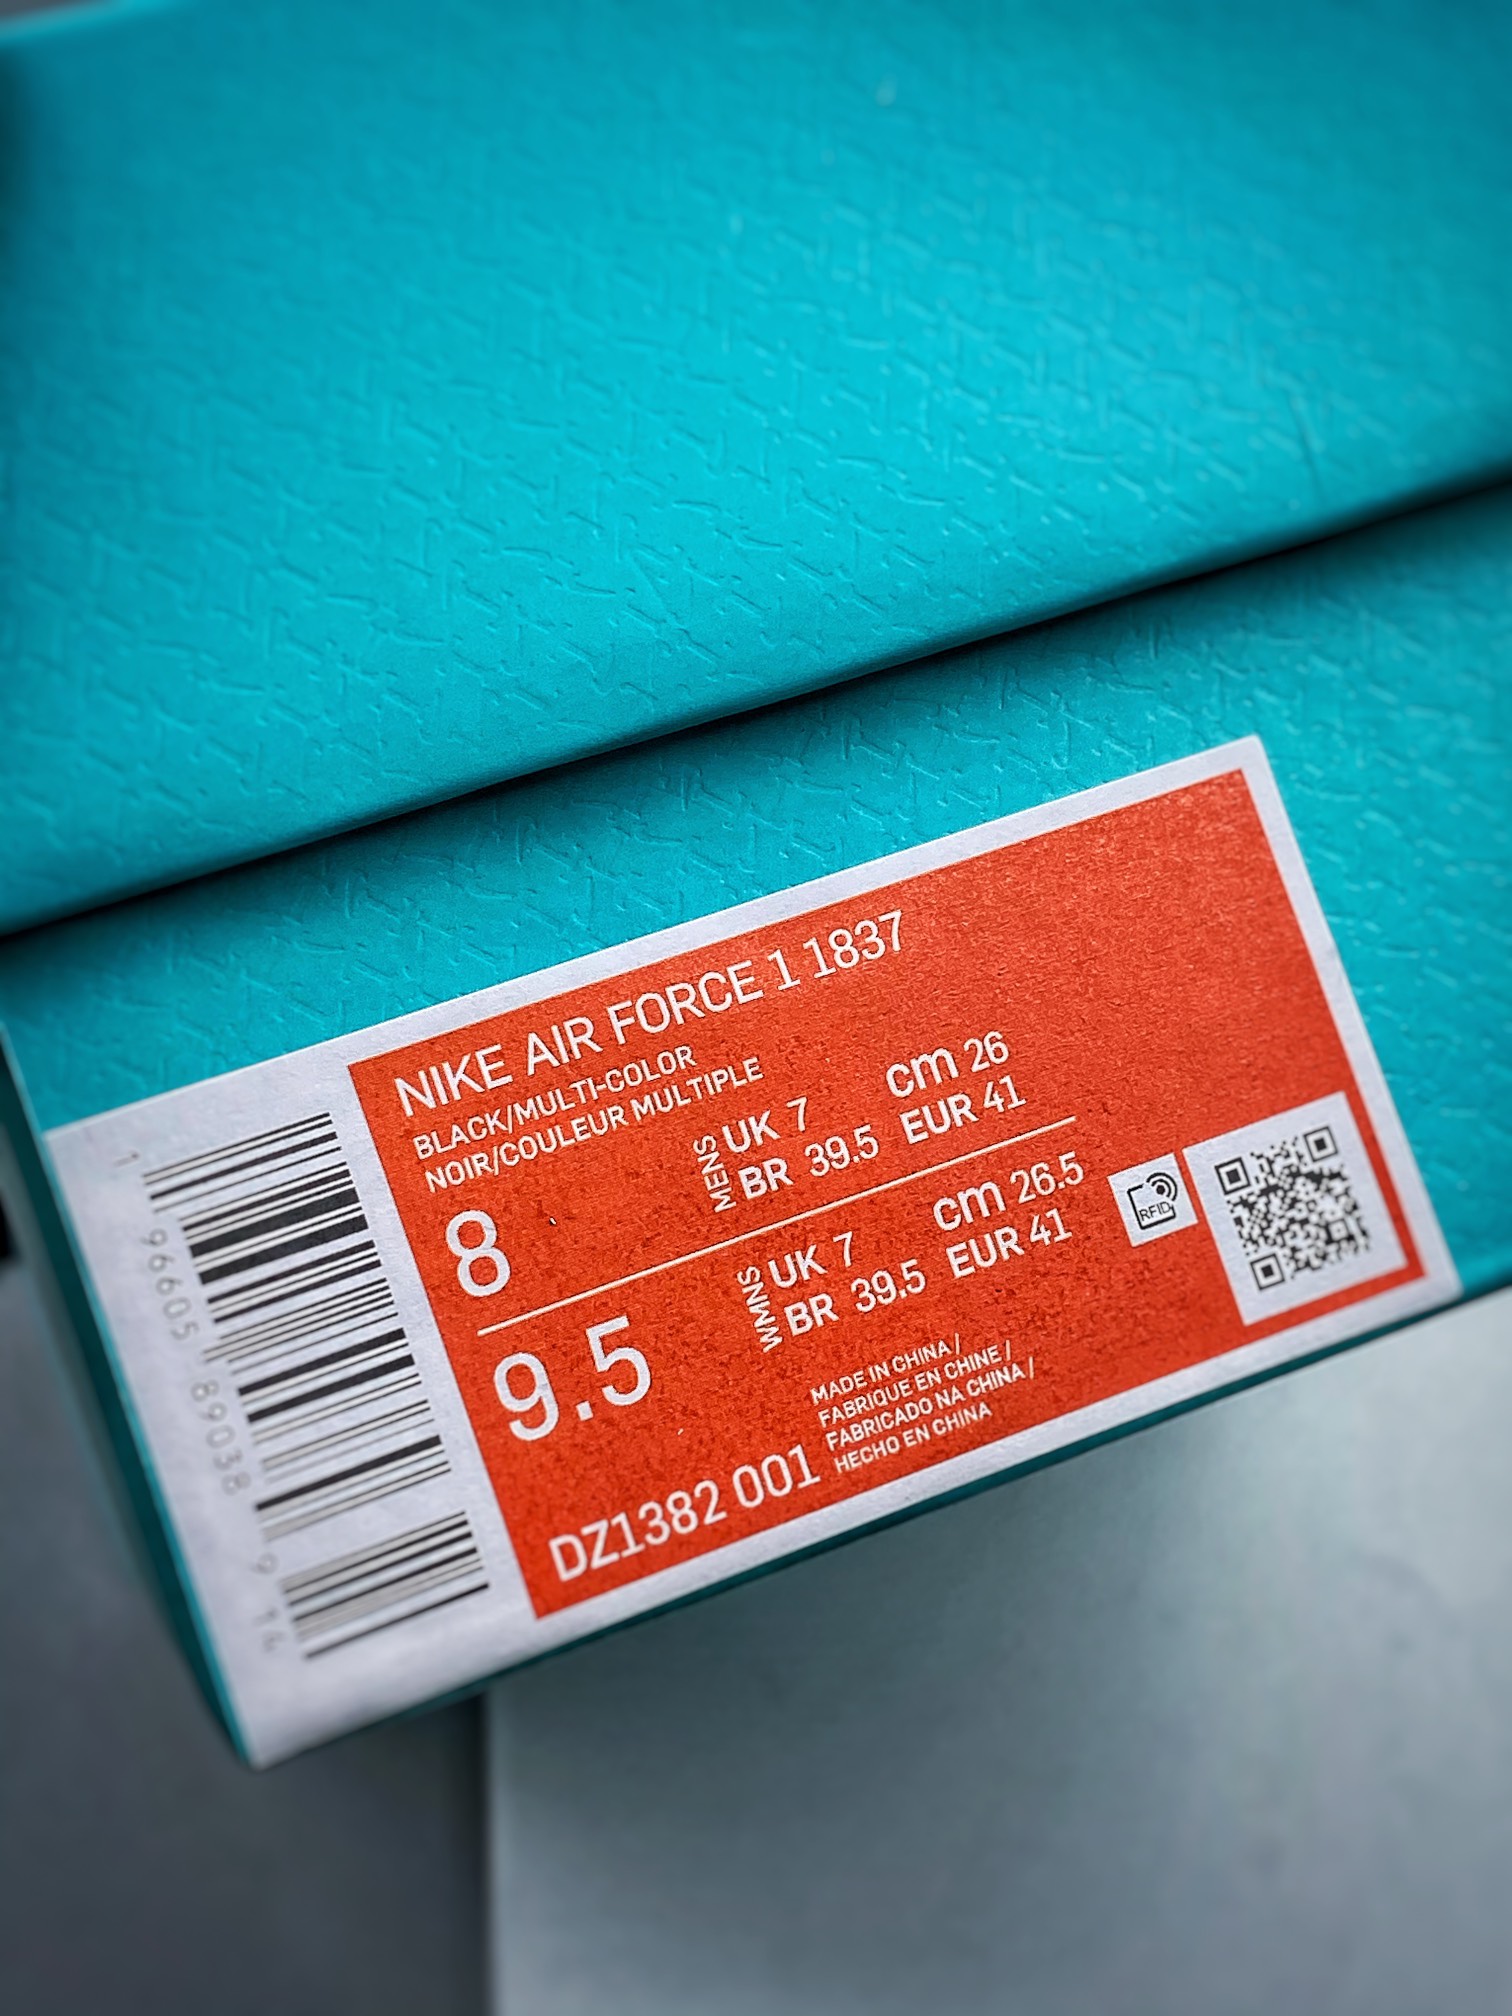 NIKE AIR FORCE 1 1837
BLACK/MULTI-COLOR
NOIR/COULEUR MULTIPLE
8
MENS
UK 7 cm 26
BR 39.5 EUR 41
9.5
WMNS
UK 7 cm 26.5
BR 39.5 EUR 41
DZ1382 001
MADE IN CHINA /
FABRIQUE EN CHINE /
FABRICADO NA CHINA /
HECHO EN CHINA
RFID
1 96605 89038 9 14